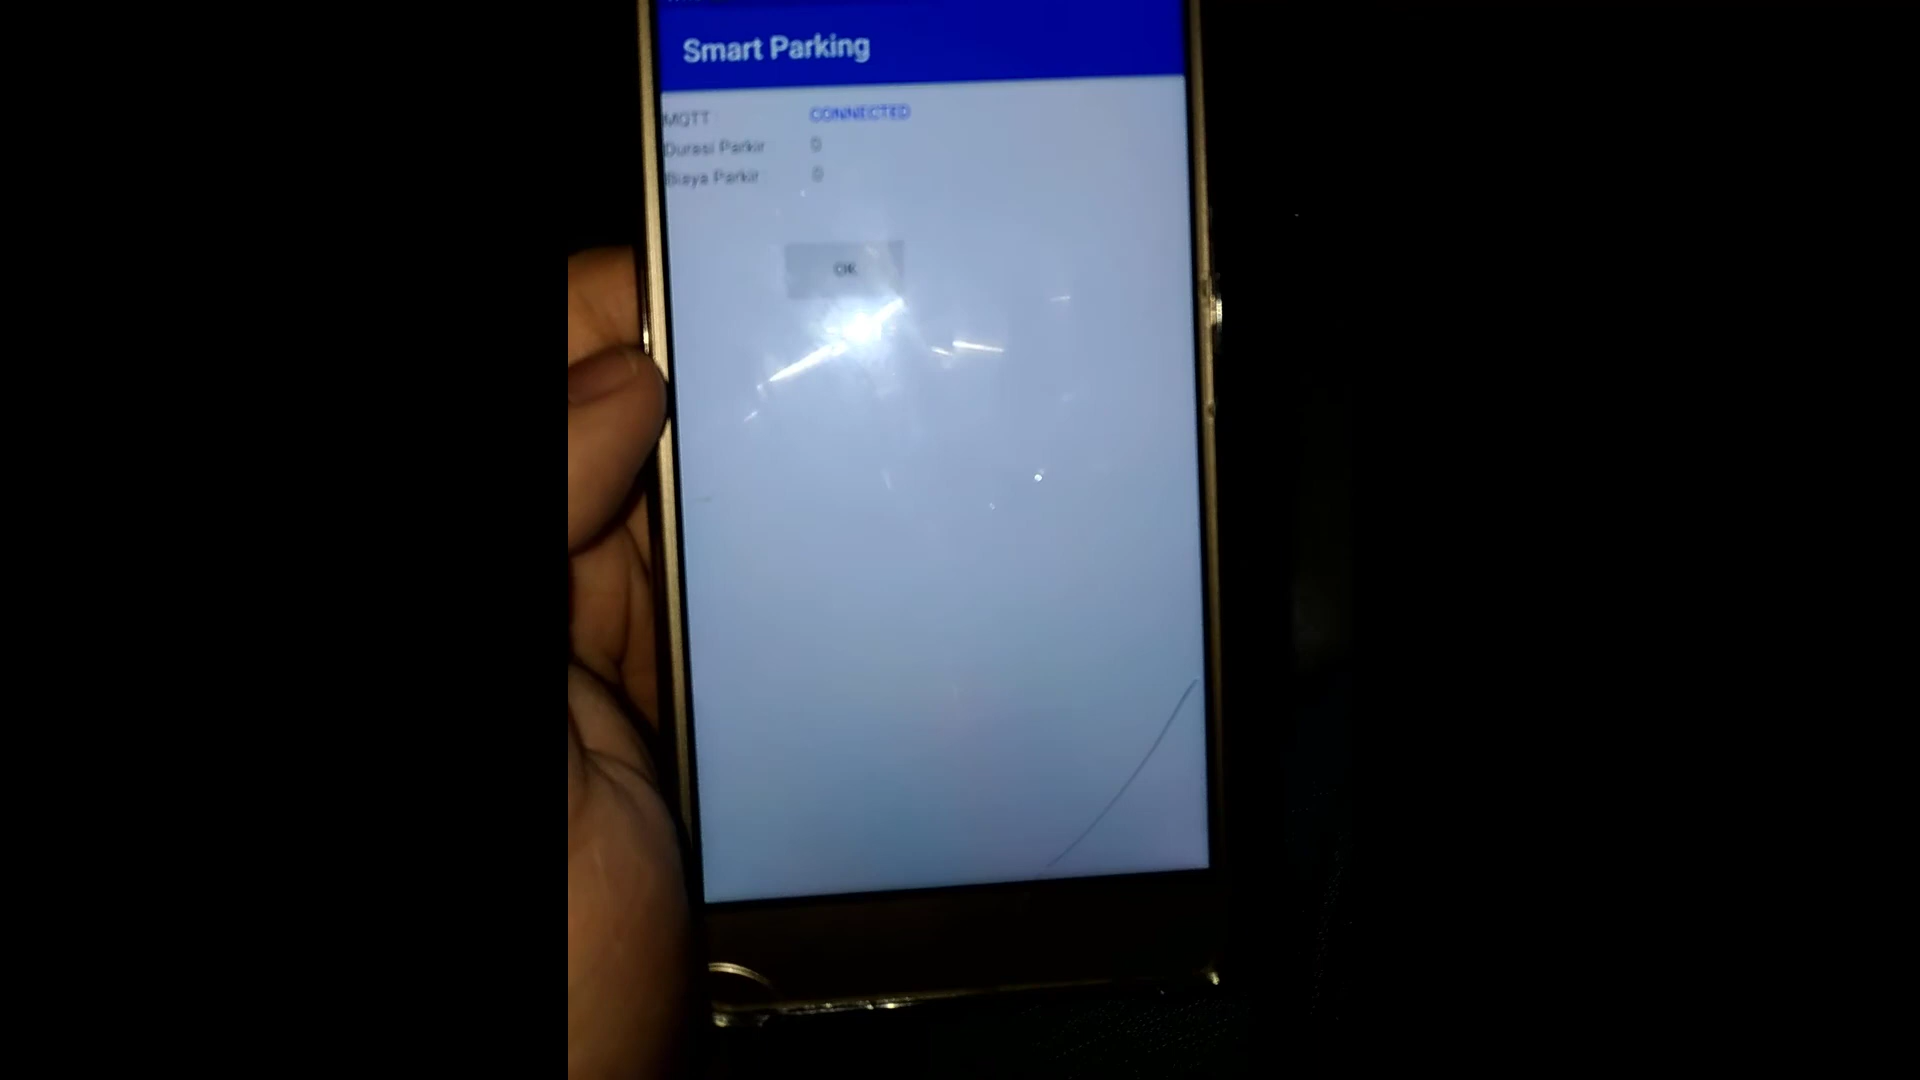 Smart Parking
MQTT CONNECTED
Durasi Parkir 0
Biaya Parkir 0
OK